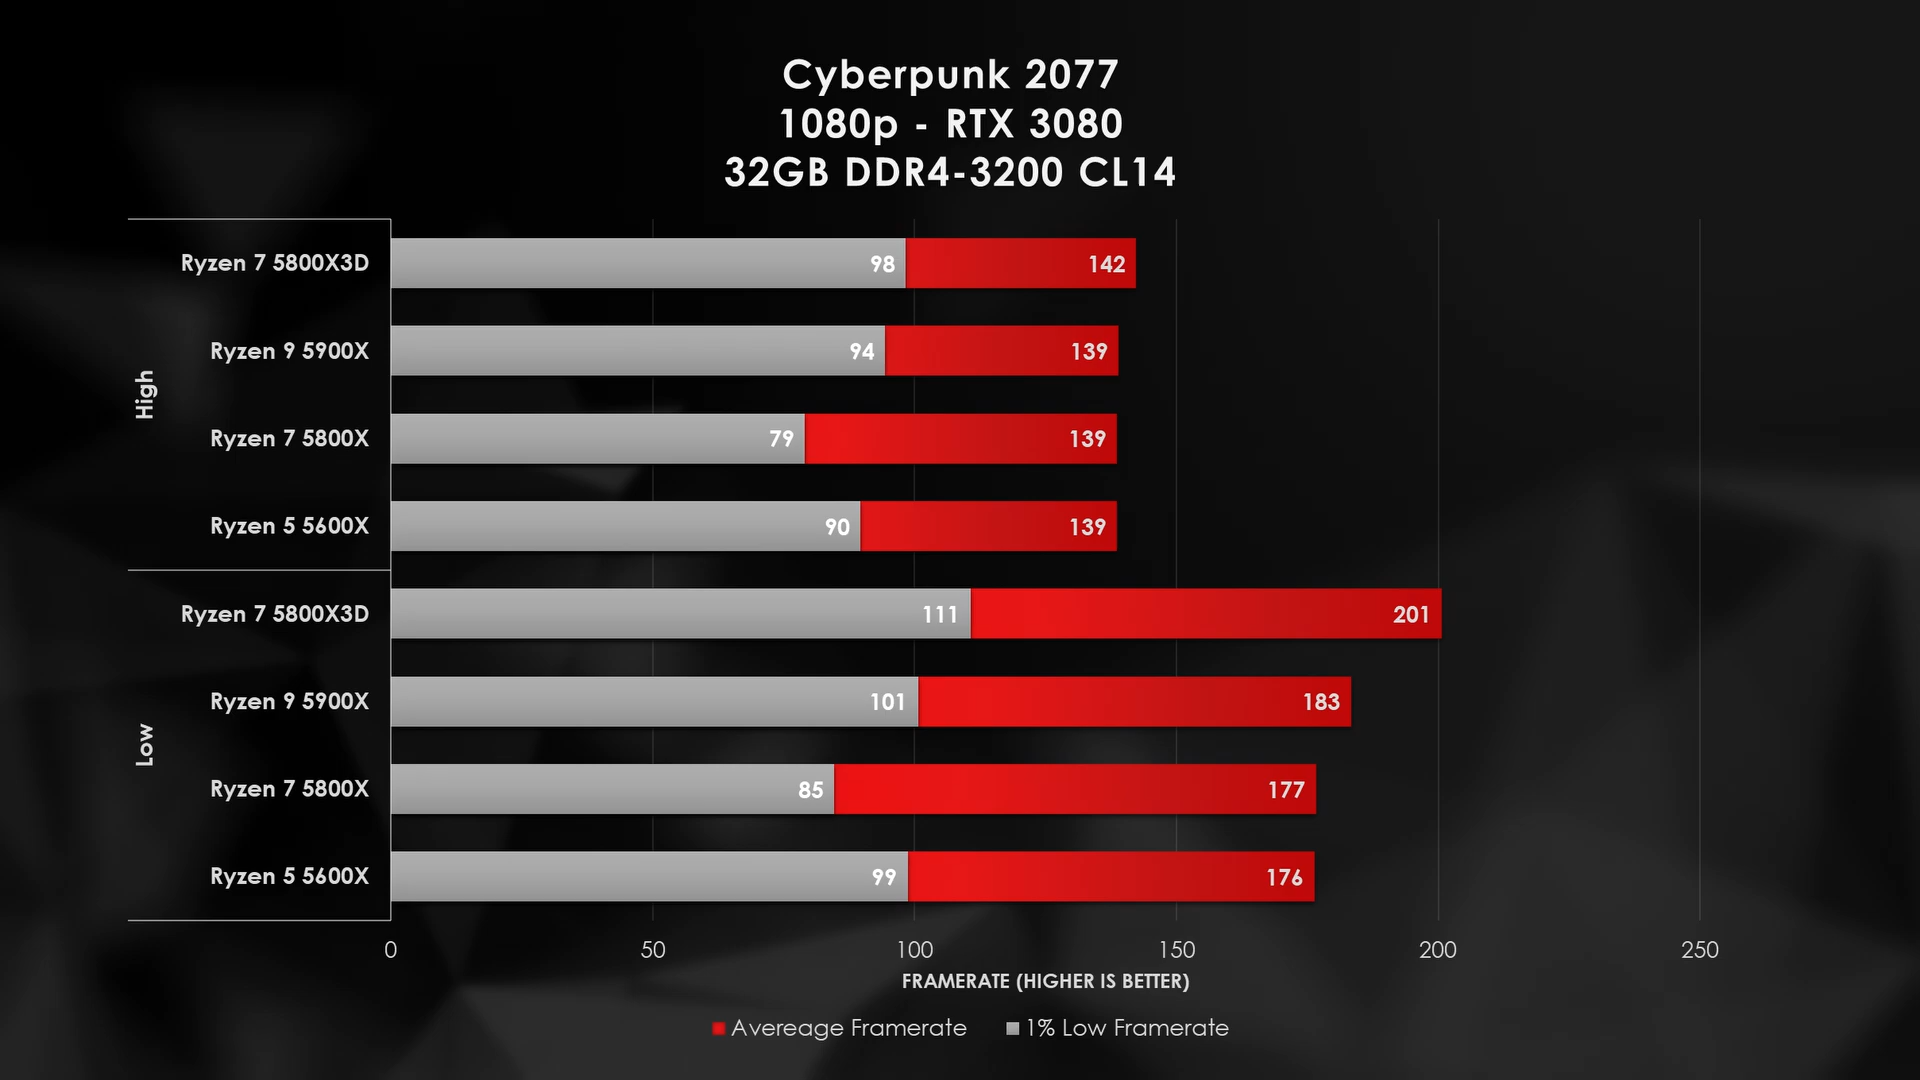 Cyberpunk 2077
1080p - RTX 3080
32GB DDR4-3200 CL14
High
Ryzen 7 5800X3D 98 142
Ryzen 9 5900X 94 139
Ryzen 7 5800X 79 139
Ryzen 5 5600X 90 139
Low
Ryzen 7 5800X3D 111 201
Ryzen 9 5900X 101 183
Ryzen 7 5800X 85 177
Ryzen 5 5600X 99 176
0 50 100 150 200 250
FRAMERATE (HIGHER IS BETTER)
Avereage Framerate 1% Low Framerate